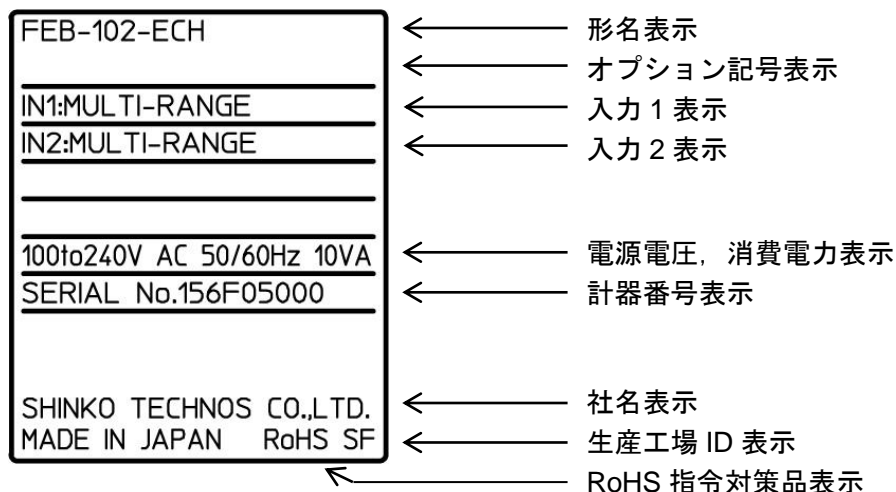 FEB-102-ECH 形名表示
オプション記号表示
IN1:MULTI-RANGE 入力 1 表示
IN2:MULTI-RANGE 入力 2 表示
100to240V AC 50/60Hz 10VA 電源電圧，消費電力表示
SERIAL No.156F05000 計器番号表示
SHINKO TECHNOS CO.,LTD. 社名表示
MADE IN JAPAN RoHS SF 生産工場 ID 表示
RoHS 指令対策品表示